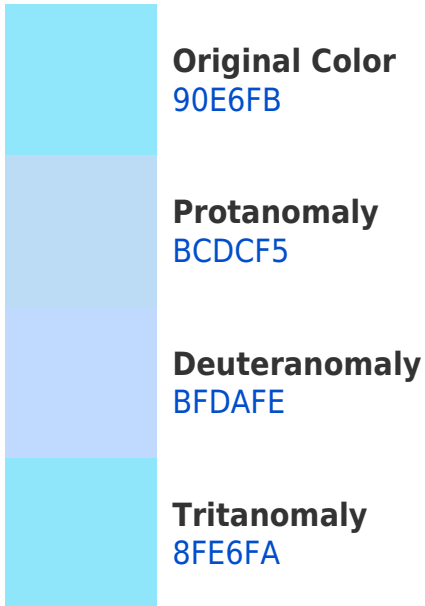 Original Color
90E6FB
Protanomaly
BCDCF5
Deuteranomaly
BFDAFE
Tritanomaly
8FE6FA